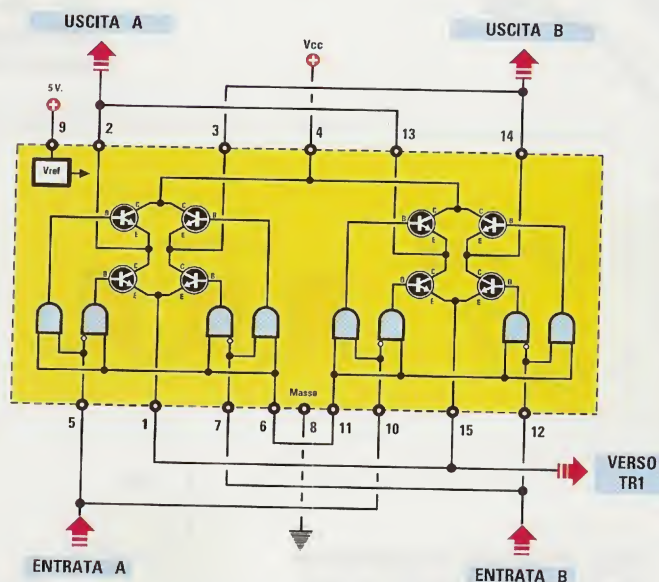 USCITA A
USCITA B
Vcc
5 V.
9 2 3 4 13 14
Vref
C C C C
B B B B
E E E E
C C C C
B B D B
E E E E
Masse
5 1 7 6 8 11 10 15 12
VERSO
TR1
ENTRATA A
ENTRATA B